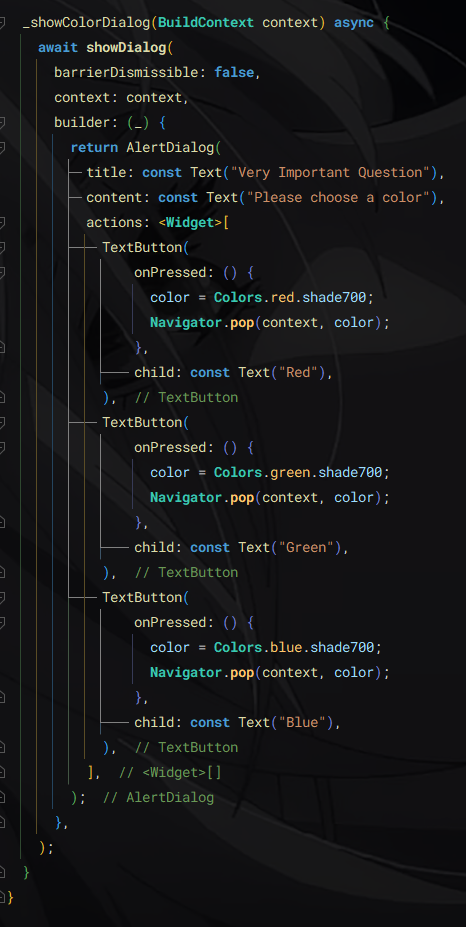 _showColorDialog(BuildContext context) async {
await showDialog(
barrierDismissible: false,
context: context,
builder: (_) {
return AlertDialog(
title: const Text("Very Important Question"),
content: const Text("Please choose a color"),
actions: <Widget>[
TextButton(
onPressed: () {
color = Colors.red.shade700;
Navigator.pop(context, color);
},
child: const Text("Red"),
), // TextButton
TextButton(
onPressed: () {
color = Colors.green.shade700;
Navigator.pop(context, color);
},
child: const Text("Green"),
), // TextButton
TextButton(
onPressed: () {
color = Colors.blue.shade700;
Navigator.pop(context, color);
},
child: const Text("Blue"),
), // TextButton
], // <Widget>[]
); // AlertDialog
},
);
}
}